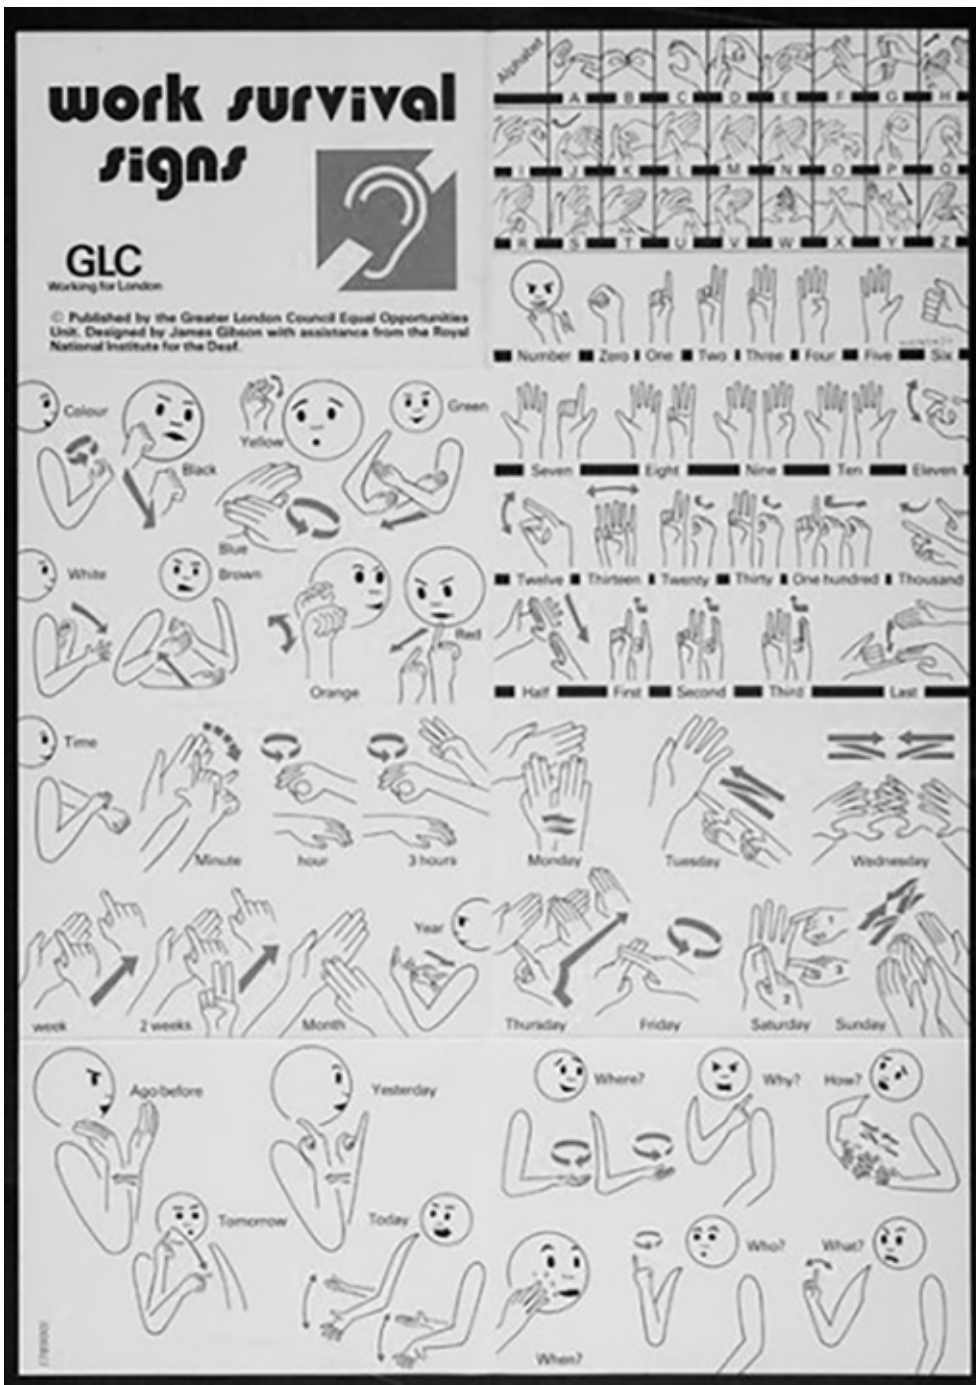 work survival
signs
GLC
Working for London
© Published by the Greater London Council Equal Opportunities
Unit. Designed by James Gibson with assistance from the Royal
National Institute for the Deaf.
Alphabet
A B C D E F G H
I J K L M N O P Q
R S T U V W X Y Z
Number Zero One Two Three Four Five Six
Seven Eight Nine Ten Eleven
Twelve Thirteen Twenty Thirty One hundred Thousand
Half First Second Third Last
Colour
Black
Yellow
Green
Blue
White
Brown
Orange
Red
Time
Minute
hour
3 hours
Monday
Tuesday
Wednesday
week
2 weeks
Month
Year
Thursday
Friday
1
2
3
Saturday
Sunday
Ago before
Yesterday
Tomorrow
Today
Where?
Why?
How?
When?
Who?
What?